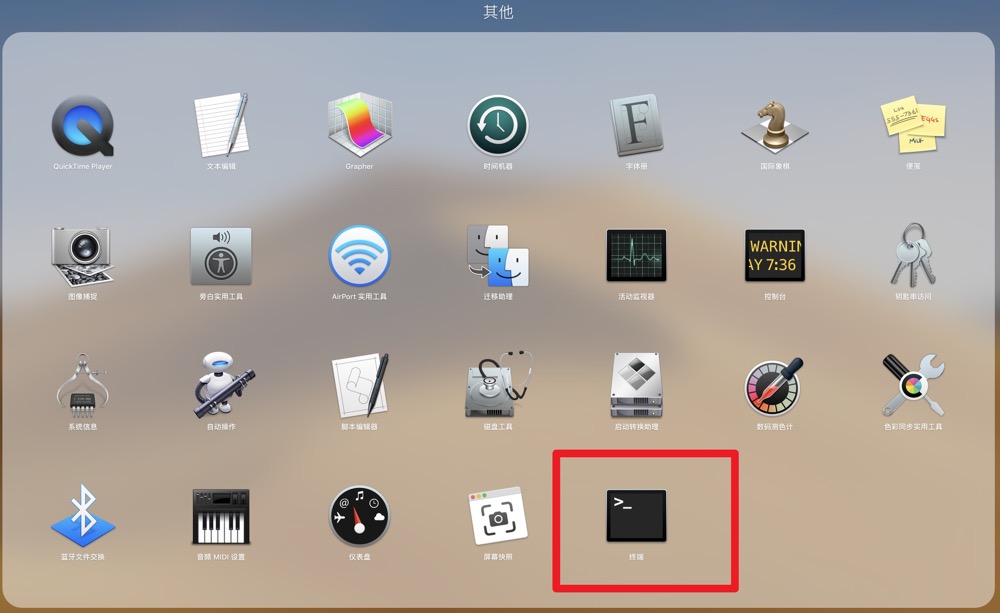 其他
QuickTime Player
文本编辑
Grapher
时间机器
字体册
国际象棋
便笺
图像捕捉
旁白实用工具
AirPort 实用工具
迁移助理
活动监视器
WARNIN
AY 7:36
控制台
钥匙串访问
系统信息
自动操作
脚本编辑器
磁盘工具
启动转换助理
数码测色计
色彩同步实用工具
蓝牙文件交换
音频 MIDI 设置
仪表盘
屏幕快照
>_
终端